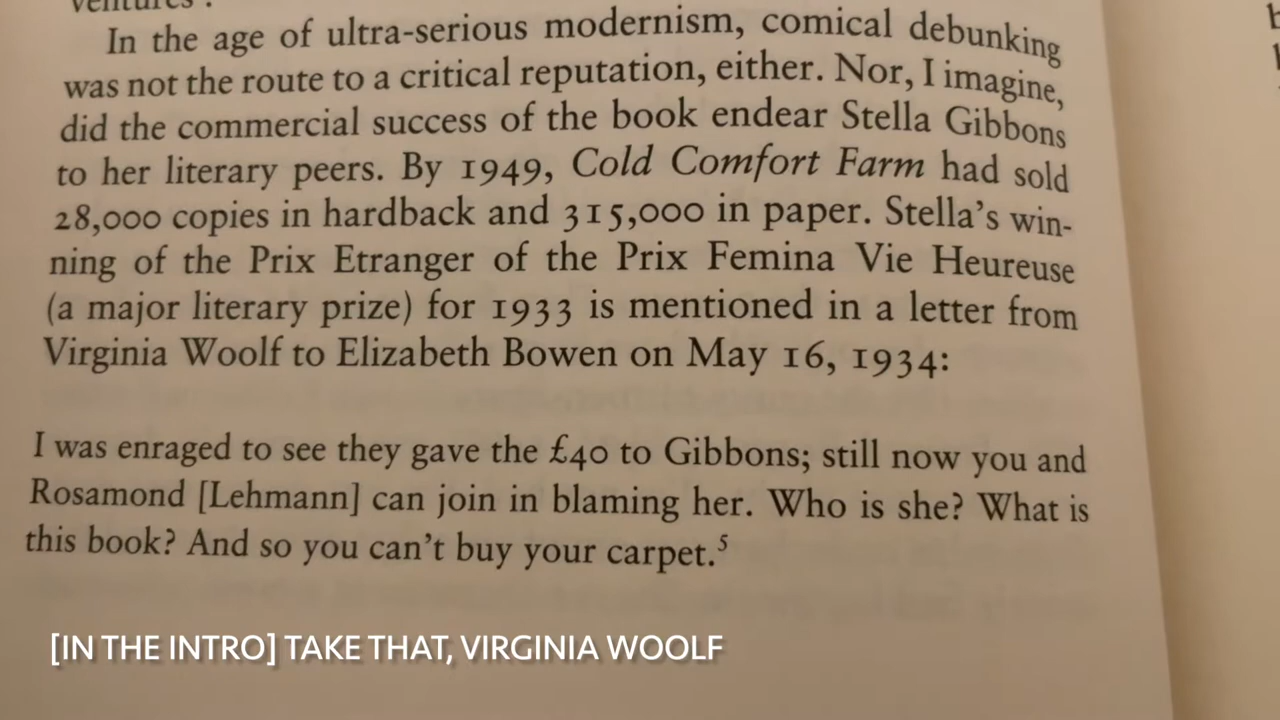 ventures'.
In the age of ultra-serious modernism, comical debunking
was not the route to a critical reputation, either. Nor, I imagine,
did the commercial success of the book endear Stella Gibbons
to her literary peers. By 1949, Cold Comfort Farm had sold
28,000 copies in hardback and 315,000 in paper. Stella's win-
ning of the Prix Etranger of the Prix Femina Vie Heureuse
(a major literary prize) for 1933 is mentioned in a letter from
Virginia Woolf to Elizabeth Bowen on May 16, 1934:
I was enraged to see they gave the £40 to Gibbons; still now you and
Rosamond [Lehmann] can join in blaming her. Who is she? What is
this book? And so you can't buy your carpet.5
[IN THE INTRO] TAKE THAT, VIRGINIA WOOLF